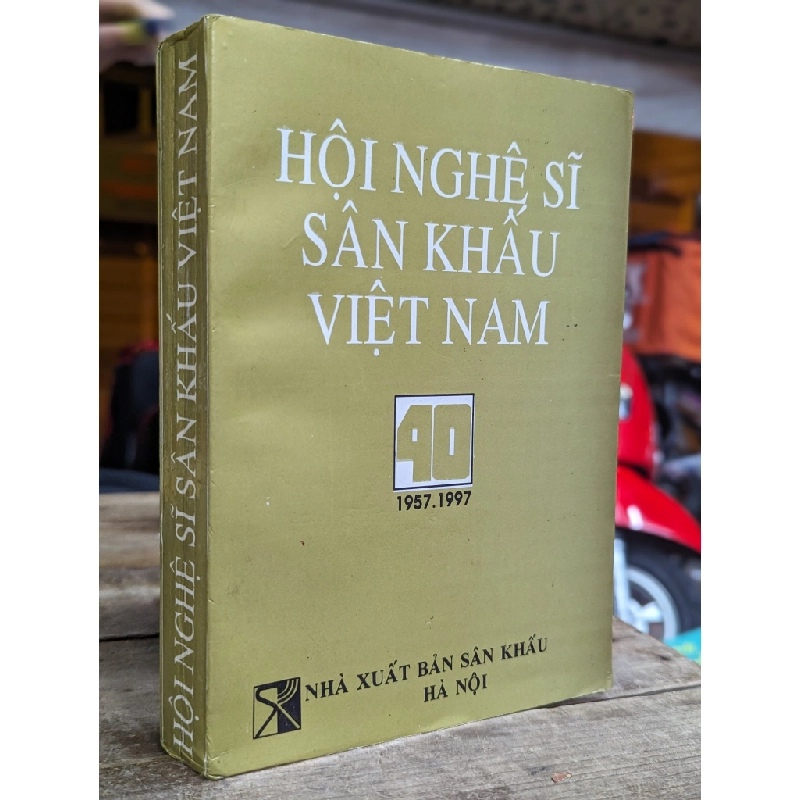 HỘI NGHỆ SĨ
SÂN KHẤU
VIỆT NAM
40
1957.1997
NHÀ XUẤT BẢN SÂN KHẤU
HÀ NỘI
HỘI NGHỆ SĨ SÂN KHẤU VIỆT NAM